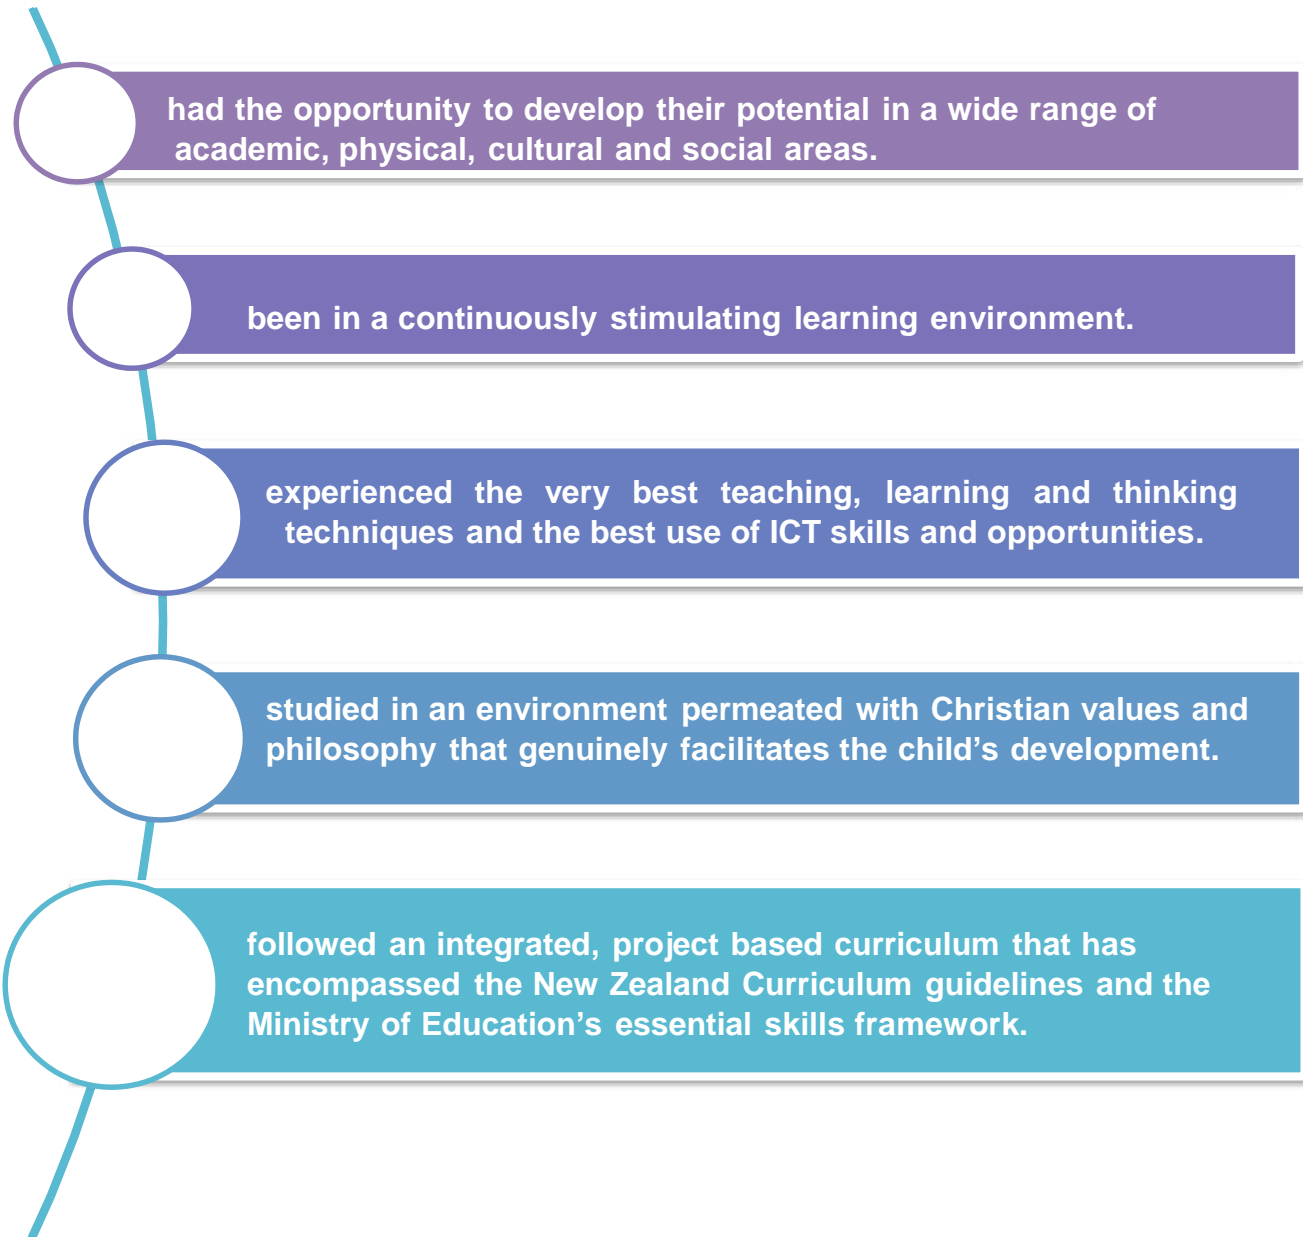 had the opportunity to develop their potential in a wide range of
academic, physical, cultural and social areas.
been in a continuously stimulating learning environment.
experienced the very best teaching, learning and thinking
techniques and the best use of ICT skills and opportunities.
studied in an environment permeated with Christian values and
philosophy that genuinely facilitates the child’s development.
followed an integrated, project based curriculum that has
encompassed the New Zealand Curriculum guidelines and the
Ministry of Education’s essential skills framework.